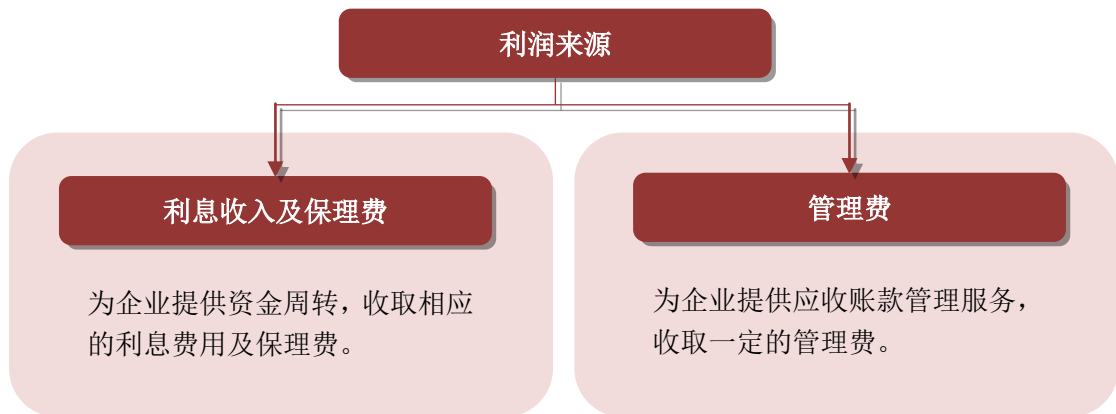 利润来源
利息收入及保理费
为企业提供资金周转，收取相应
的利息费用及保理费。
管理费
为企业提供应收账款管理服务，
收取一定的管理费。